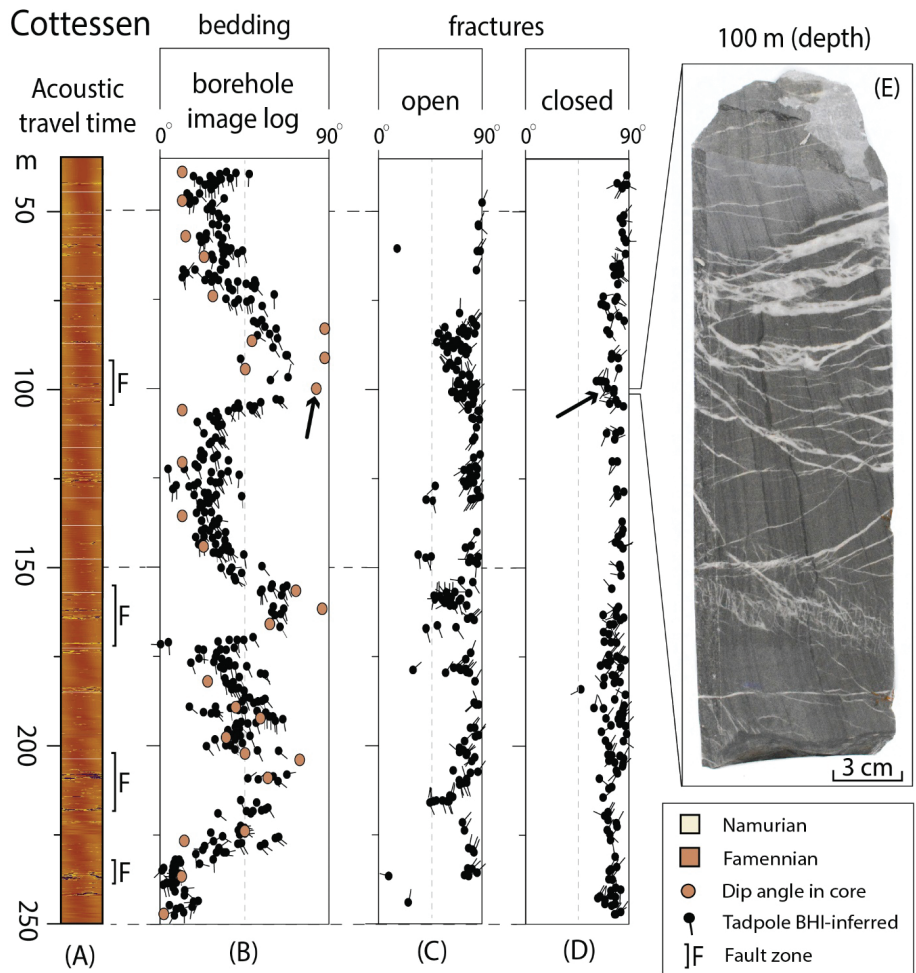 Cottessen
bedding
fractures
100 m (depth)
Acoustic
travel time
borehole
image log
open
closed
(E)
0° 90° 0° 90° 0° 90°
m
50
100
150
200
250
F
F
F
F
3 cm
Namurian
Famennian
Dip angle in core
Tadpole BHI-inferred
F Fault zone
(A) (B) (C) (D)